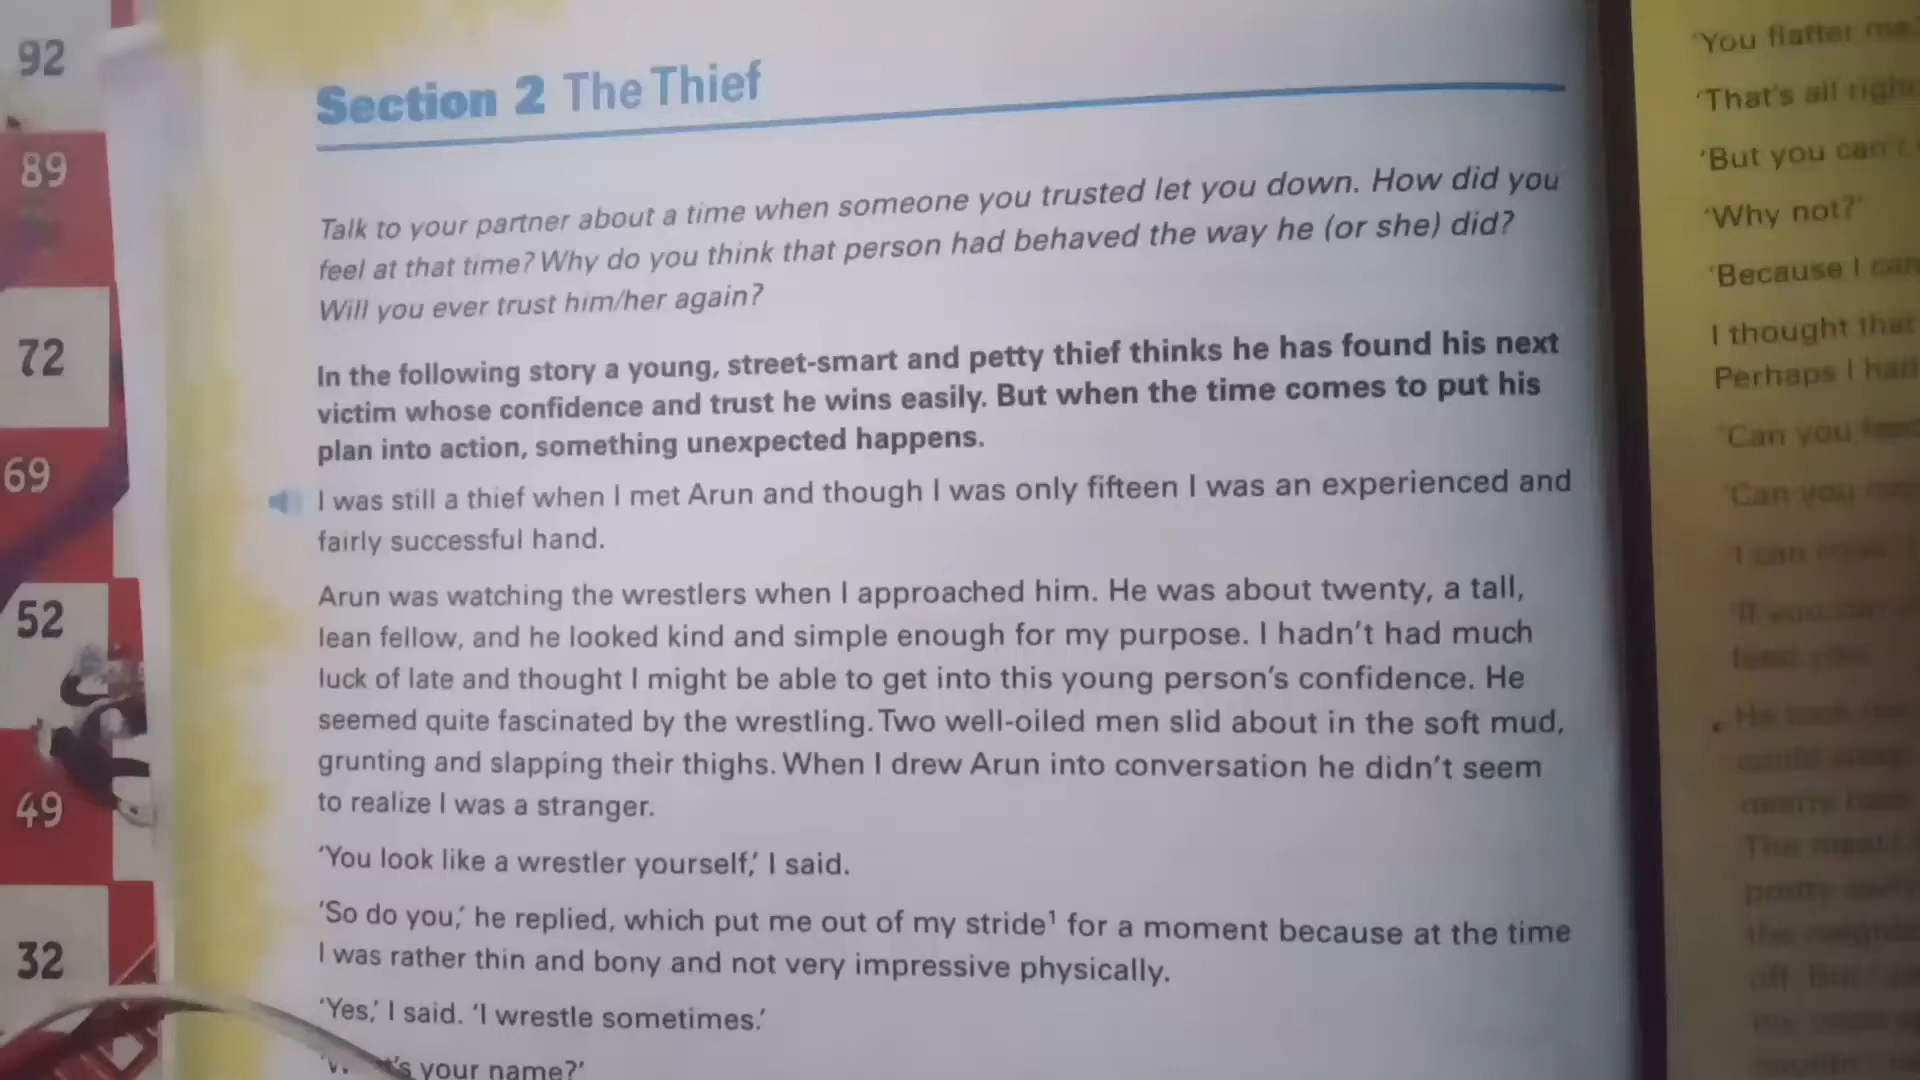 92
89
72
69
52
49
32
Section 2 The Thief
Talk to your partner about a time when someone you trusted let you down. How did you
feel at that time? Why do you think that person had behaved the way he (or she) did?
Will you ever trust him/her again?
In the following story a young, street-smart and petty thief thinks he has found his next
victim whose confidence and trust he wins easily. But when the time comes to put his
plan into action, something unexpected happens.
I was still a thief when I met Arun and though I was only fifteen I was an experienced and
fairly successful hand.
Arun was watching the wrestlers when I approached him. He was about twenty, a tall,
lean fellow, and he looked kind and simple enough for my purpose. I hadn't had much
luck of late and thought I might be able to get into this young person's confidence. He
seemed quite fascinated by the wrestling. Two well-oiled men slid about in the soft mud,
grunting and slapping their thighs. When I drew Arun into conversation he didn't seem
to realize I was a stranger.
'You look like a wrestler yourself,' I said.
'So do you,' he replied, which put me out of my stride¹ for a moment because at the time
I was rather thin and bony and not very impressive physically.
'Yes,' I said. 'I wrestle sometimes.'
your name?'
'You flatter me
'That's all right
'But you can't
'Why not?'
'Because I can
I thought that
Perhaps I had
'Can you feed
'Can you
'I can